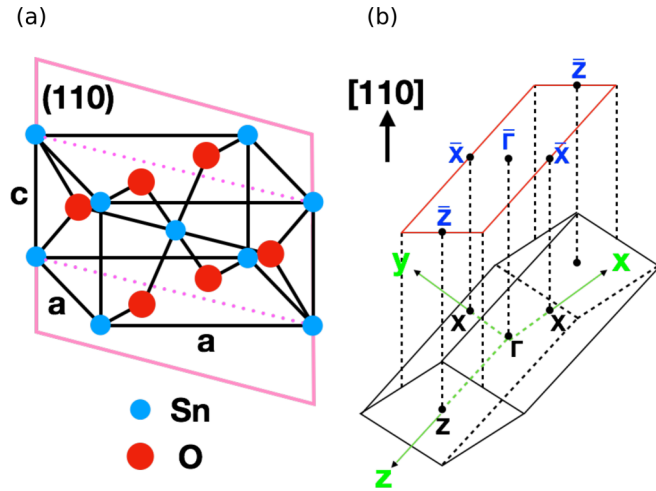 (a)
(110)
c
a
a
Sn
O
(b)
[110]
Z̄
X̄
Γ̄
X̄
Z̄
y
x
X
X
Γ
Z
z